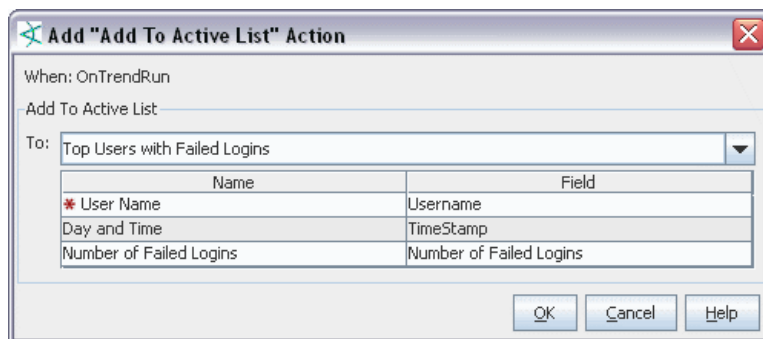 Add "Add To Active List" Action
When: OnTrendRun
Add To Active List
To: Top Users with Failed Logins
Name Field
* User Name Username
Day and Time TimeStamp
Number of Failed Logins Number of Failed Logins
OK Cancel Help